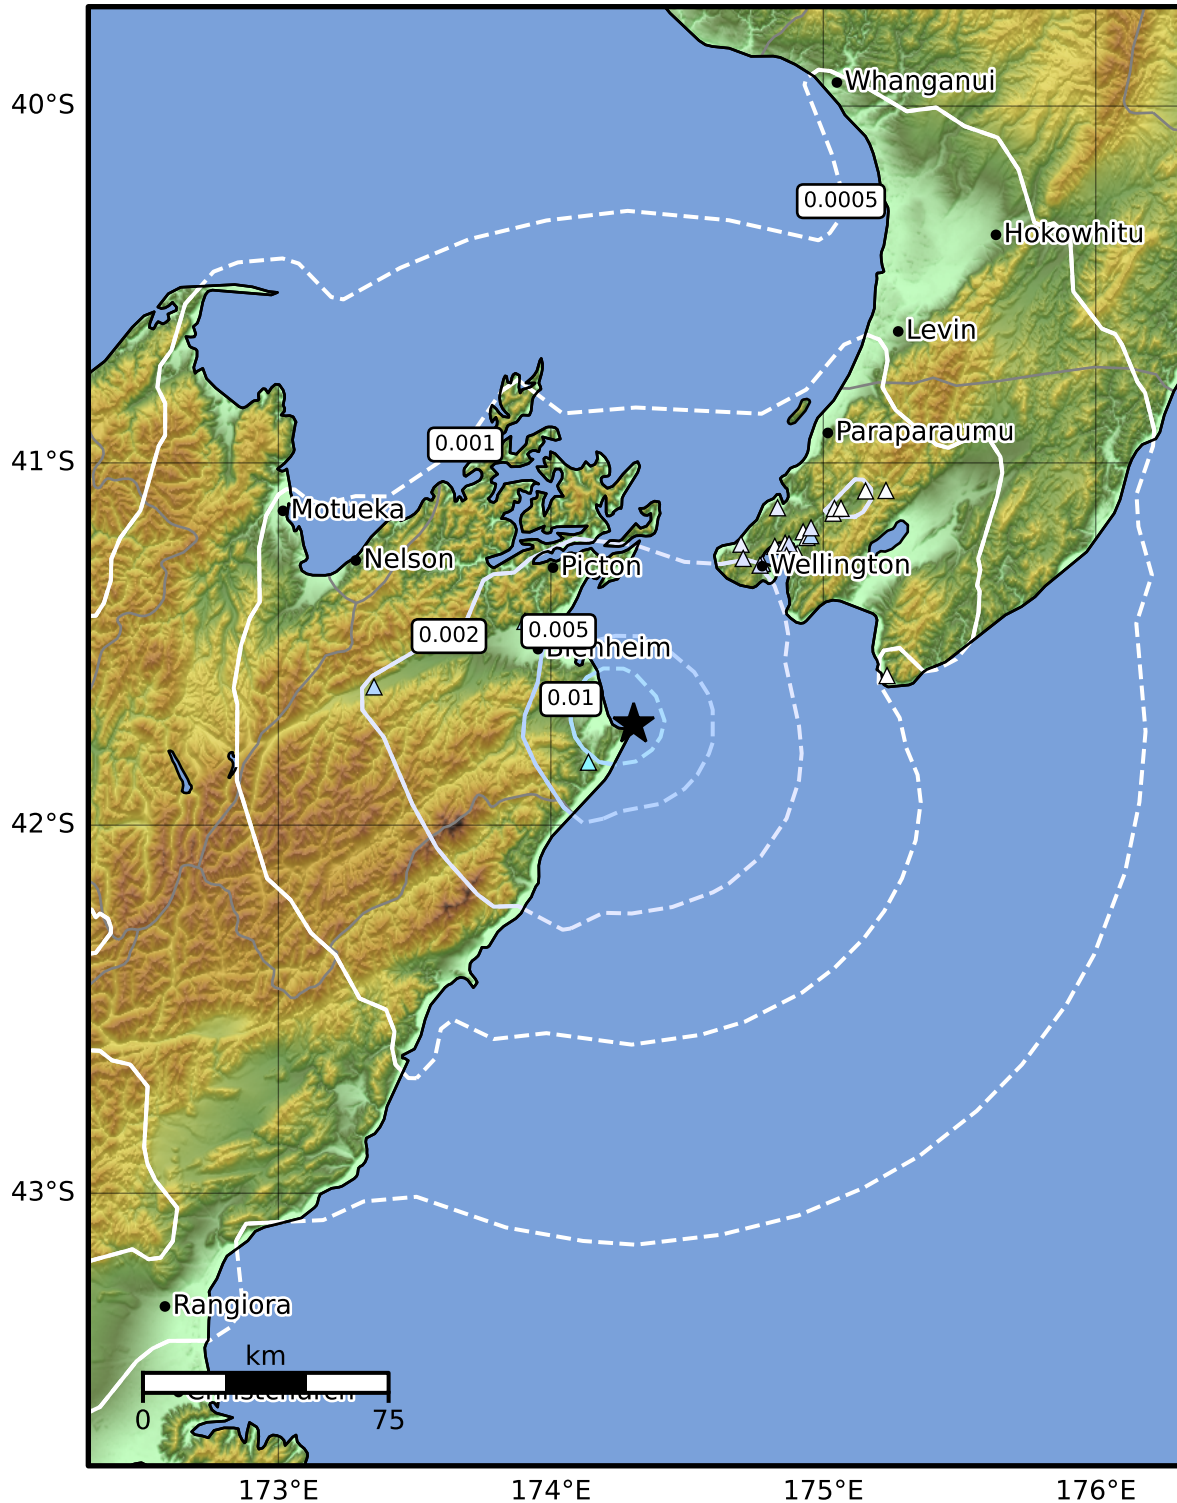 40°S
41°S
42°S
43°S
Whanganui
0.0005
Hokowhitu
Levin
Paraparaumu
0.001
Motueka
Nelson
Picton
Wellington
0.002
0.005
Blenheim
0.01
Rangiora
km
Christchurch
0
75
173°E
174°E
175°E
176°E